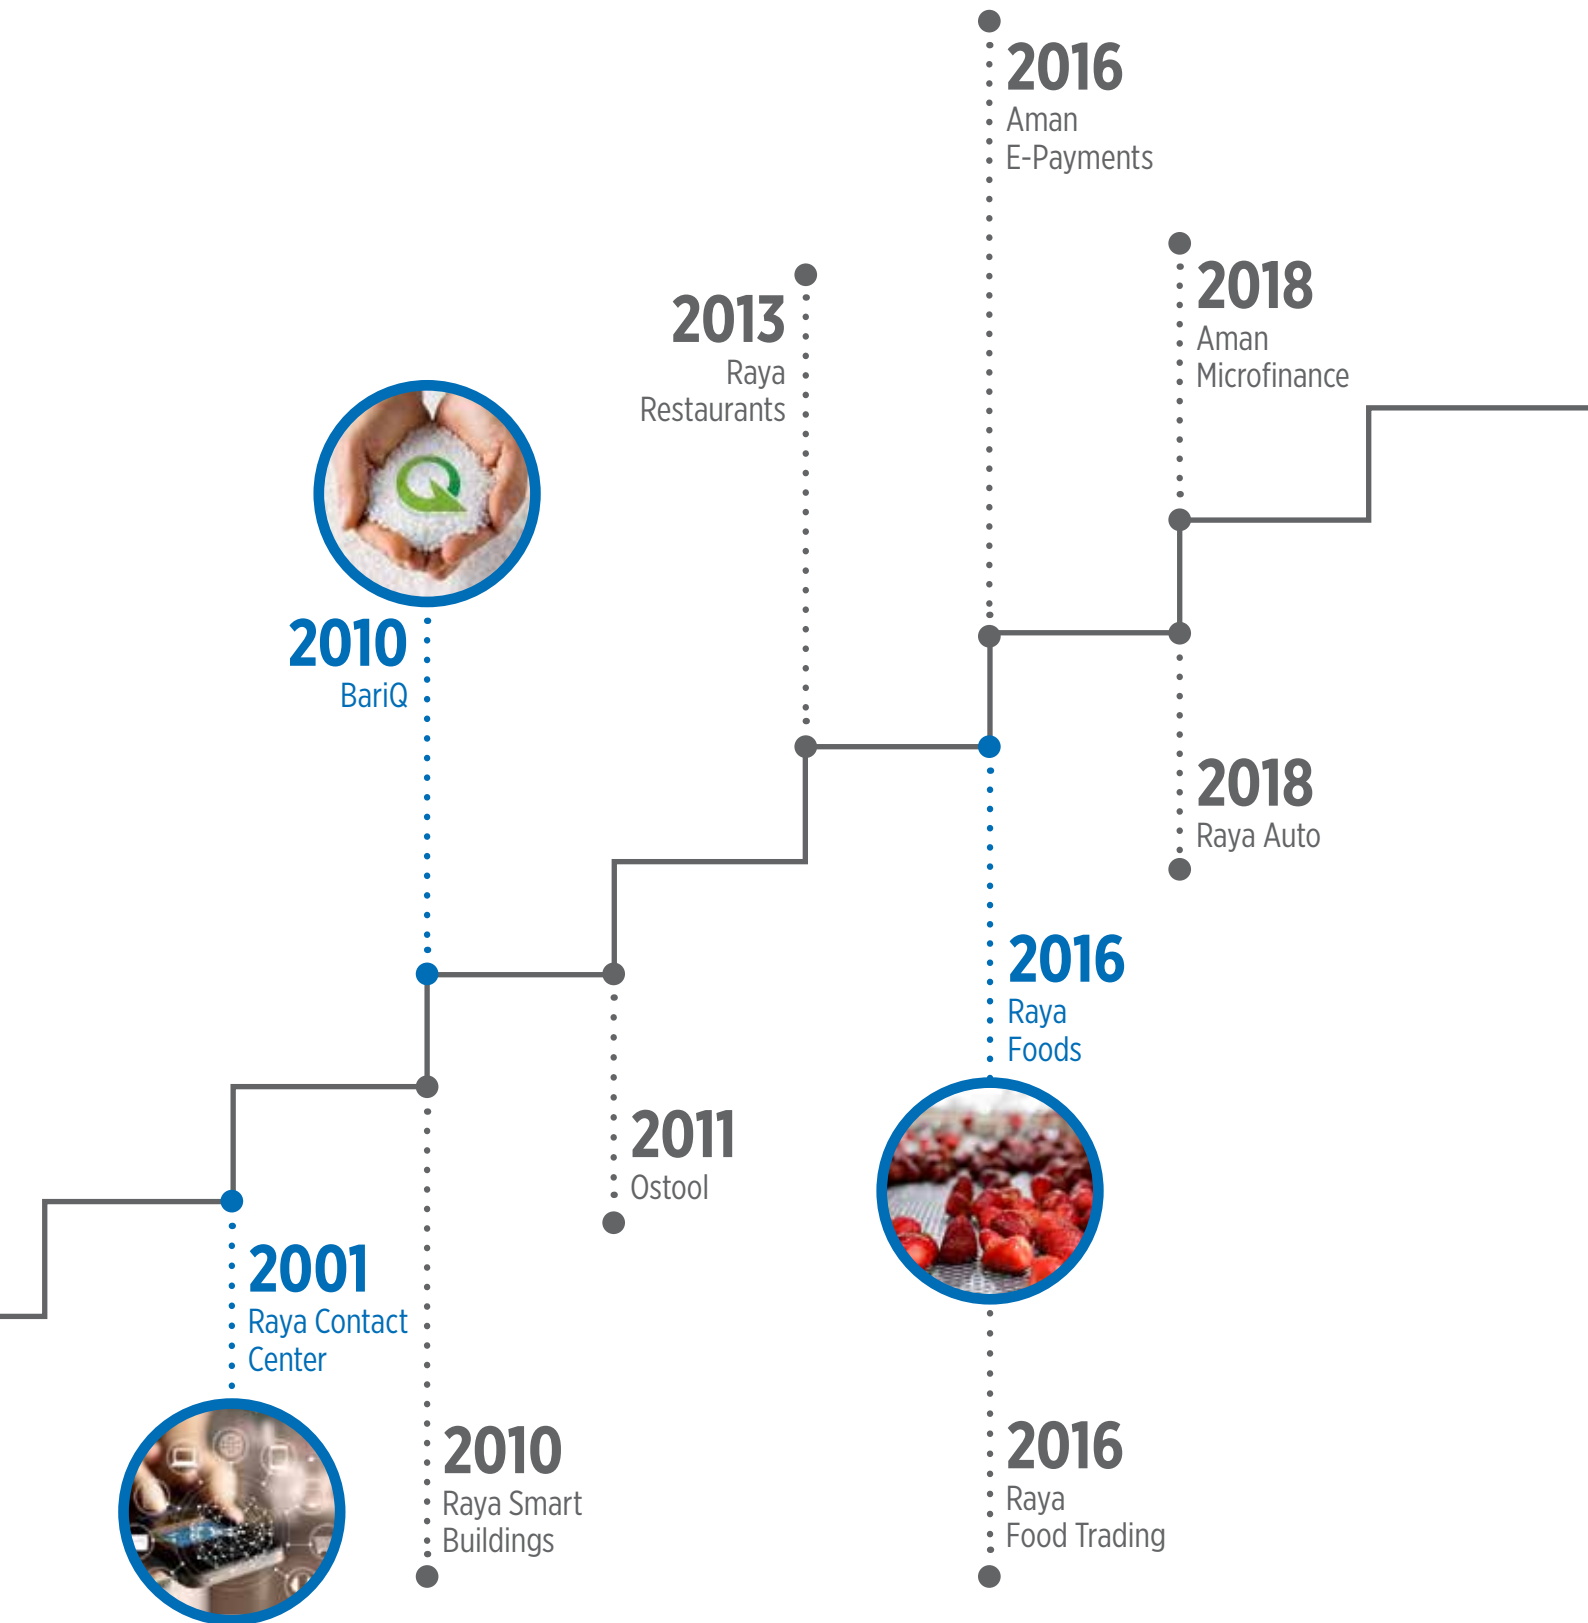 2016
Aman
E-Payments
2018
Aman
Microfinance
2013
Raya
Restaurants
2010
BariQ
2018
Raya Auto
2016
Raya
Foods
2011
Ostool
2001
Raya Contact
Center
2010
Raya Smart
Buildings
2016
Raya
Food Trading